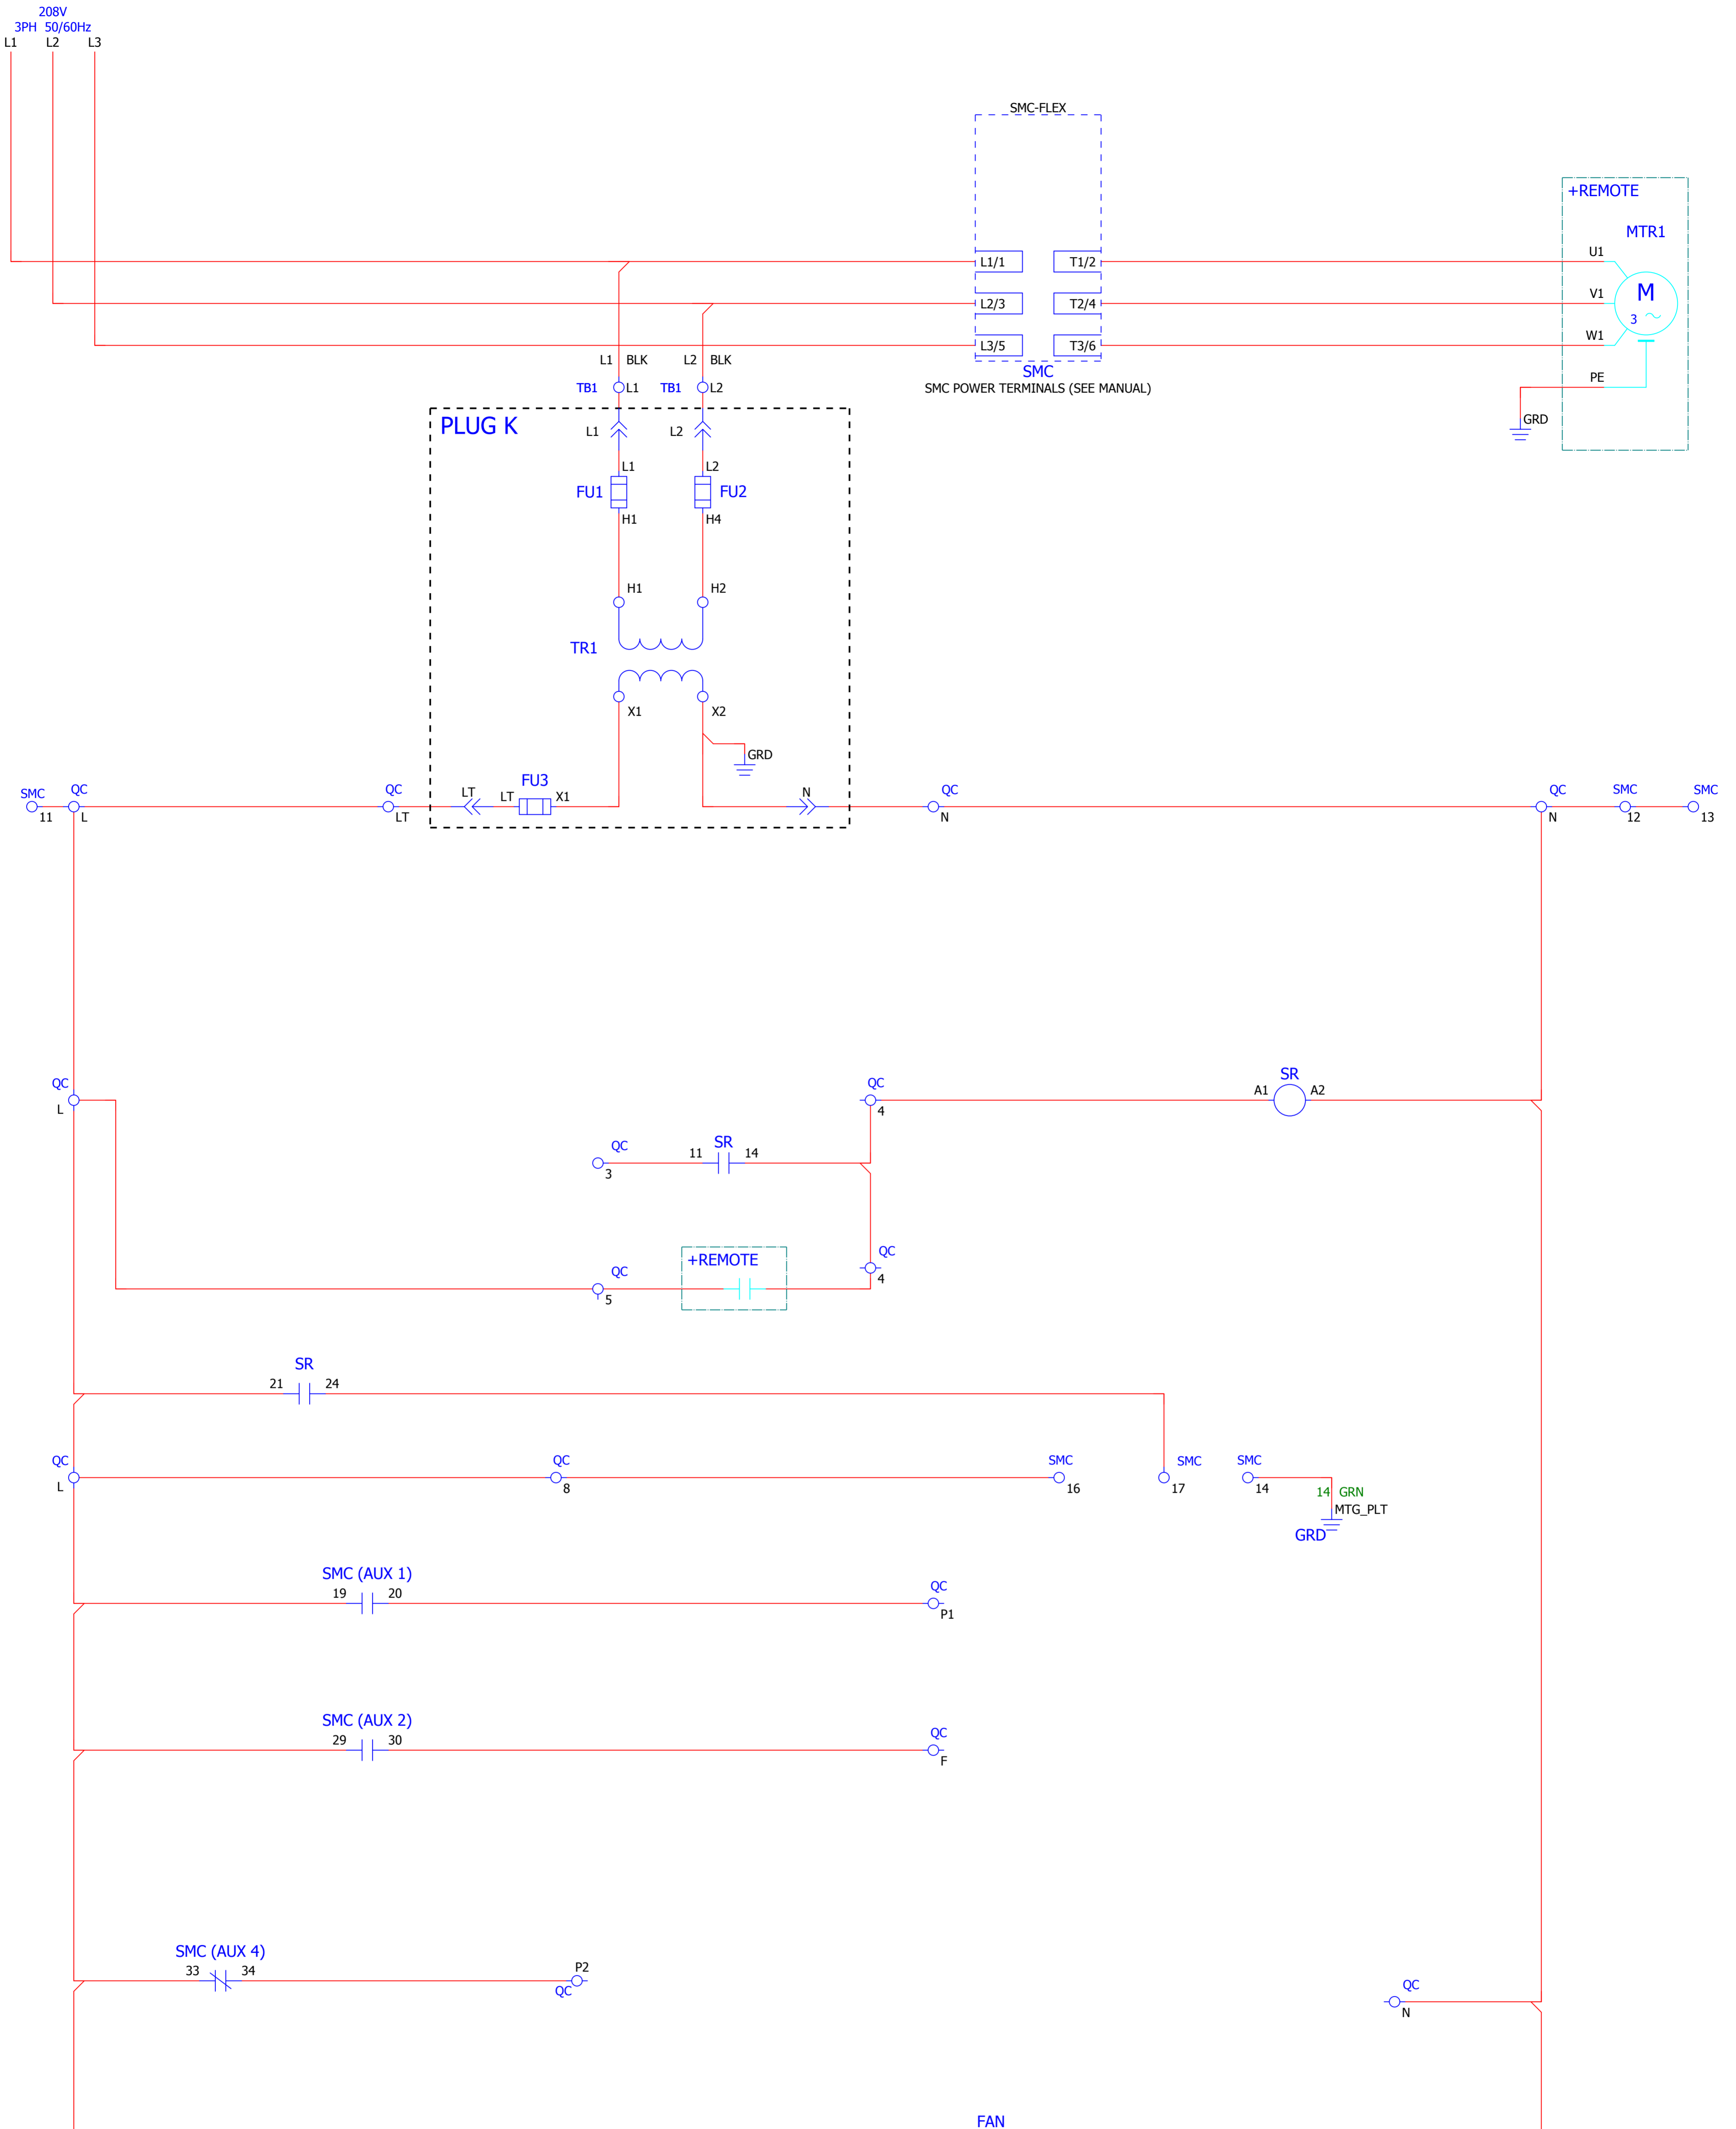 208V
3PH 50/60Hz
L1 L2 L3
SMC-FLEX
+REMOTE
MTR1
L1/1 T1/2 U1
L2/3 T2/4 V1 M
3
L3/5 T3/6 W1
L1 BLK L2 BLK
SMC
PE
TB1 L1 TB1 L2
SMC POWER TERMINALS (SEE MANUAL)
GRD
PLUG K
L1 L2
L1 L2
FU1 FU2
H1 H4
H1 H2
TR1
X1 X2
GRD
FU3
SMC QC QC LT LT X1 N QC QC SMC SMC
11 L LT N N 12 13
QC QC SR
L 4 A1 A2
QC 11 SR 14
3
QC +REMOTE QC
5 4
SR
21 24
QC QC SMC SMC SMC
L 8 16 17 14
14 GRN
MTG_PLT
GRD
SMC (AUX 1)
19 20 QC
P1
SMC (AUX 2)
29 30 QC
F
SMC (AUX 4)
33 34 P2
QC QC
N
FAN